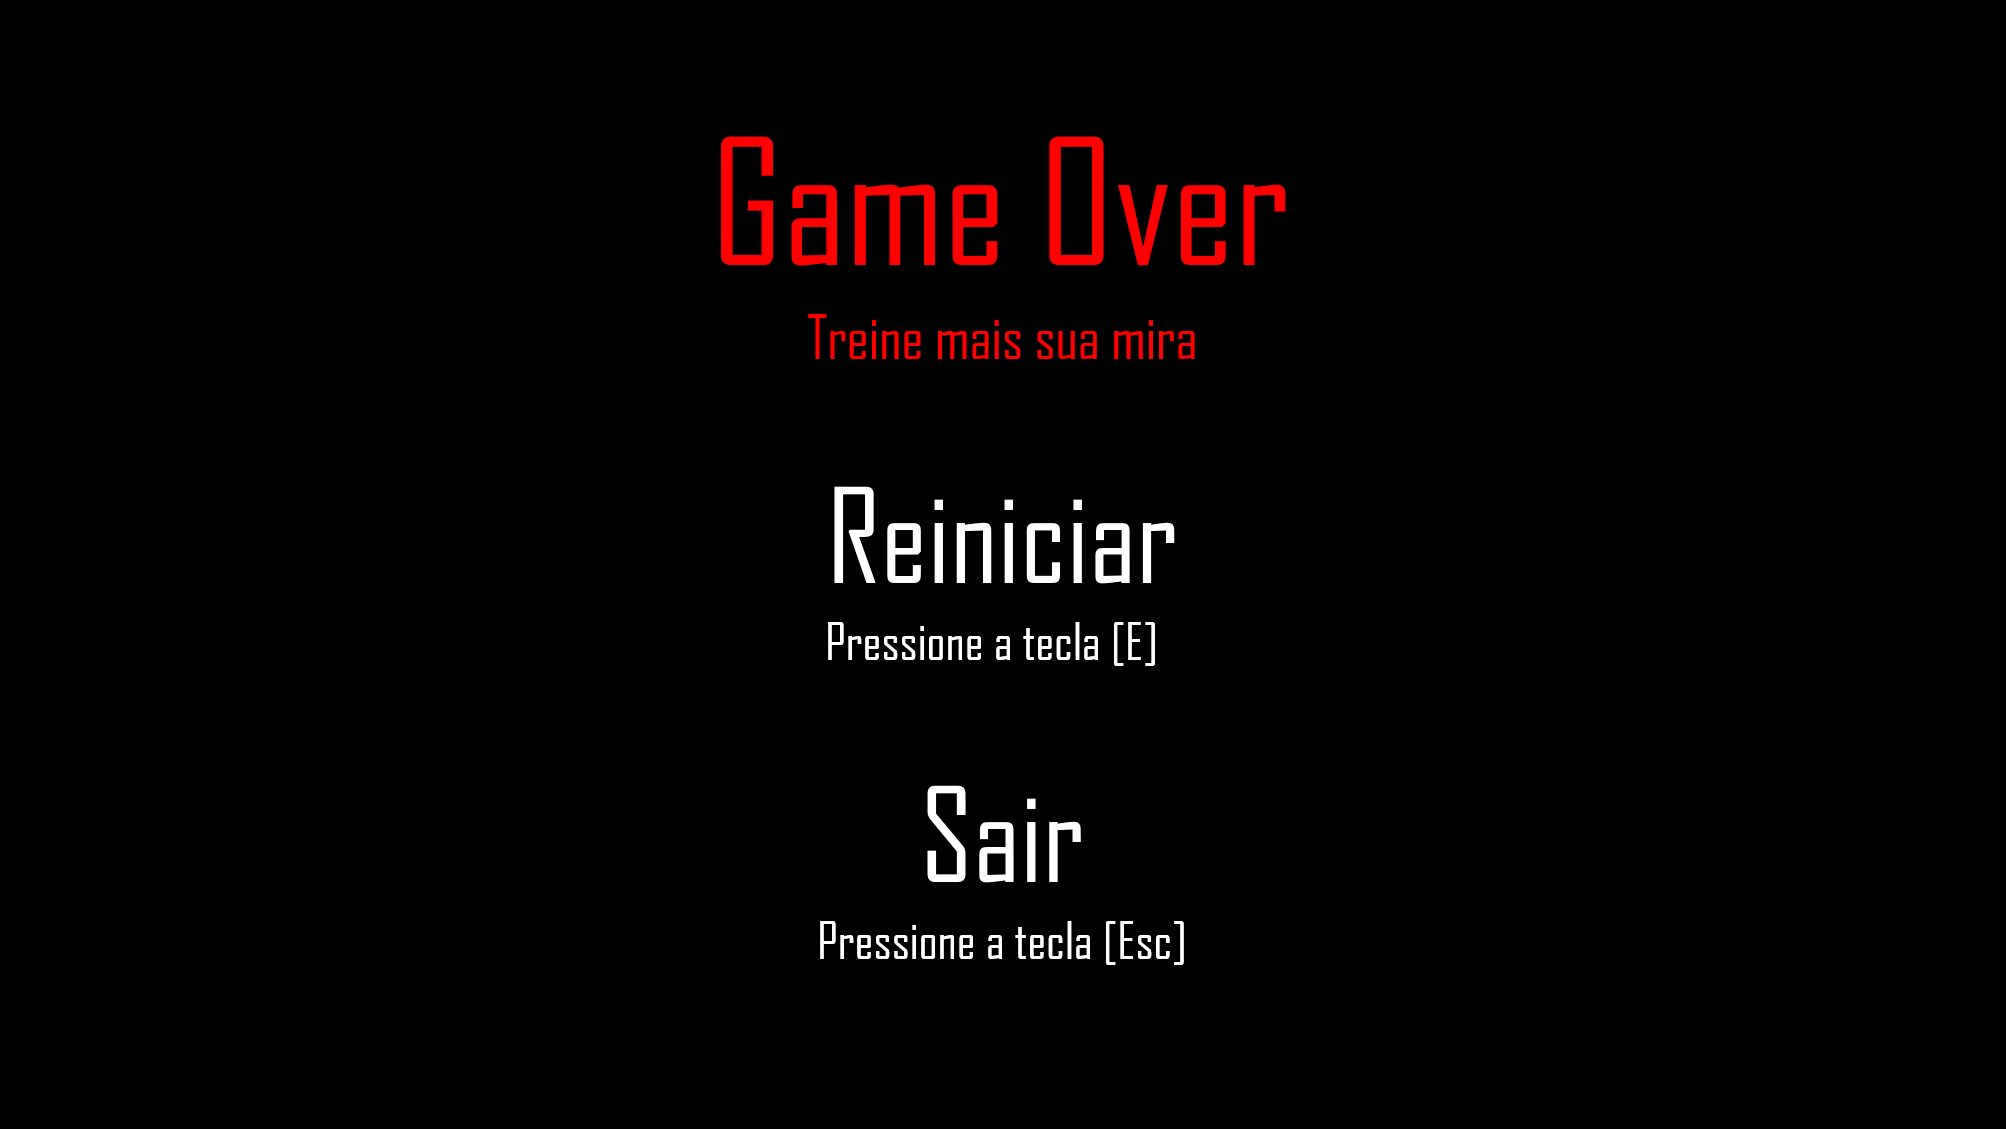 Game Over
Treine mais sua mira
Reiniciar
Pressione a tecla [E]
Sair
Pressione a tecla [Esc]